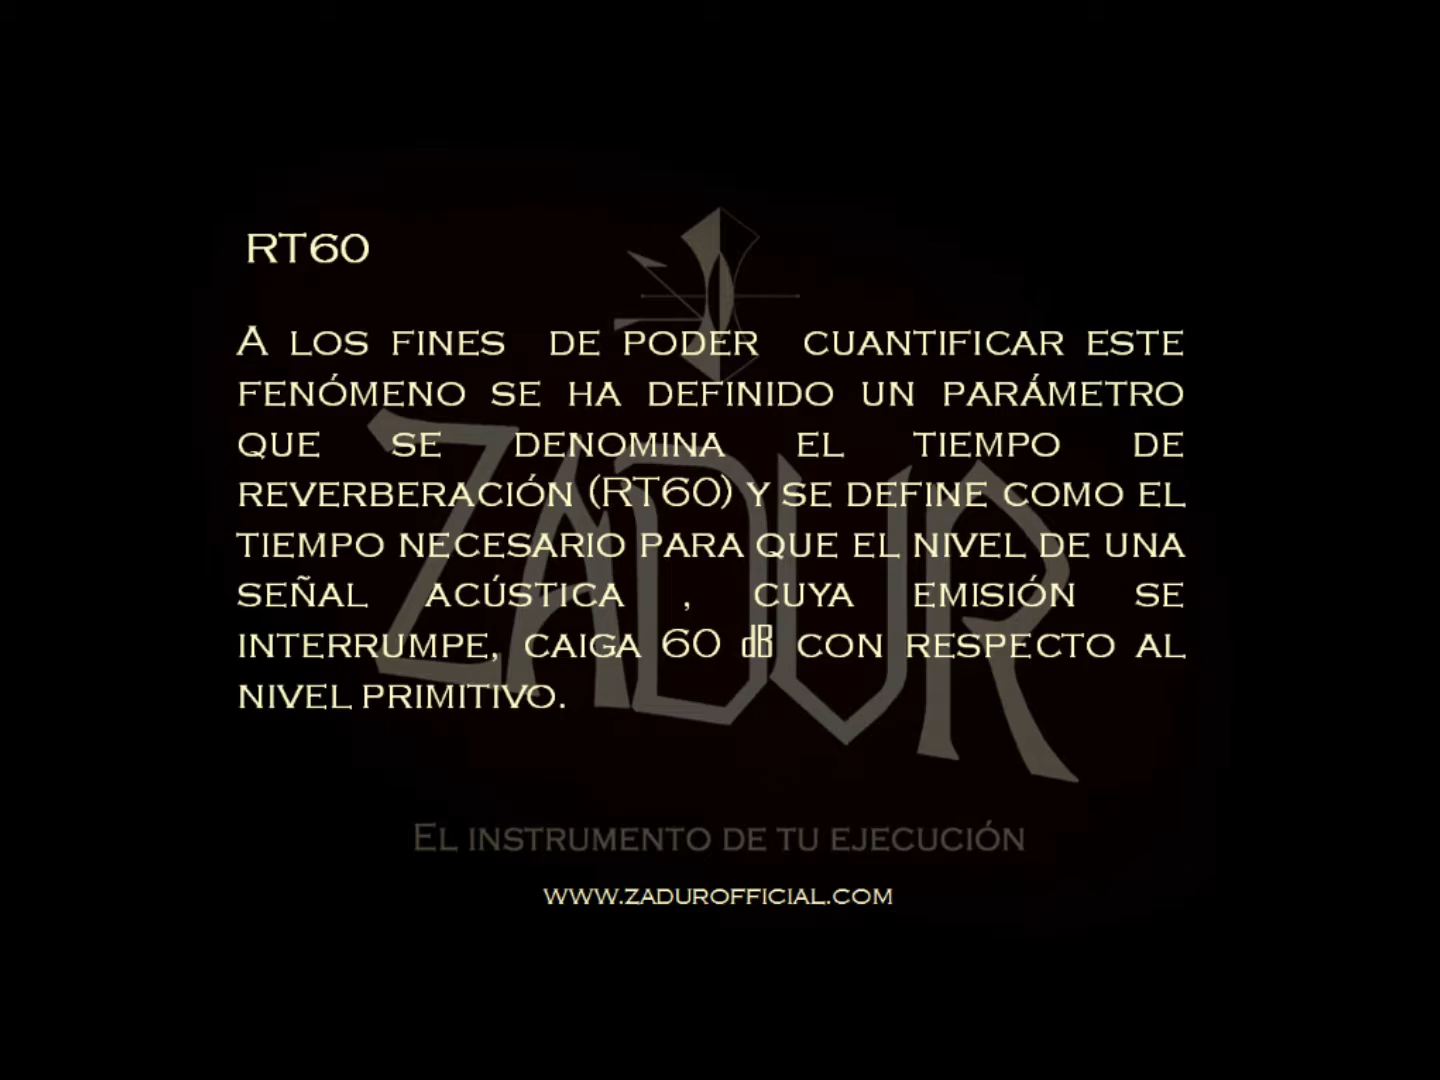 RT60
A LOS FINES DE PODER CUANTIFICAR ESTE
FENÓMENO SE HA DEFINIDO UN PARÁMETRO
QUE SE DENOMINA EL TIEMPO DE
REVERBERACIÓN (RT60) Y SE DEFINE COMO EL
TIEMPO NECESARIO PARA QUE EL NIVEL DE UNA
SEÑAL ACÚSTICA , CUYA EMISIÓN SE
INTERRUMPE, CAIGA 60 dB CON RESPECTO AL
NIVEL PRIMITIVO.
ZADUR
EL INSTRUMENTO DE TU EJECUCIÓN
WWW.ZADUROFFICIAL.COM